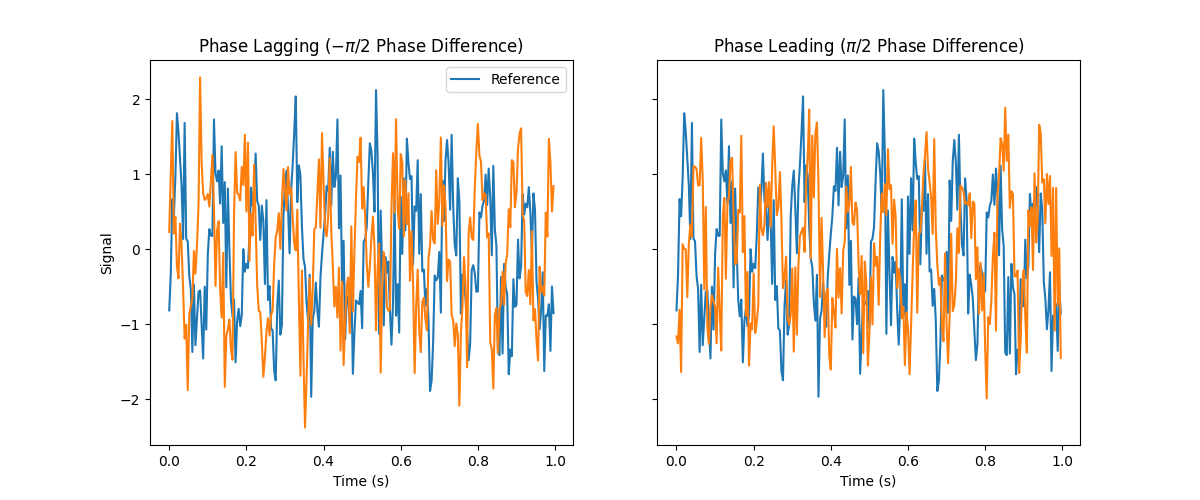 Phase Lagging (−π/2 Phase Difference)
Phase Leading (π/2 Phase Difference)
Reference
Signal
2
1
0
−1
−2
0.0 0.2 0.4 0.6 0.8 1.0
0.0 0.2 0.4 0.6 0.8 1.0
Time (s)
Time (s)